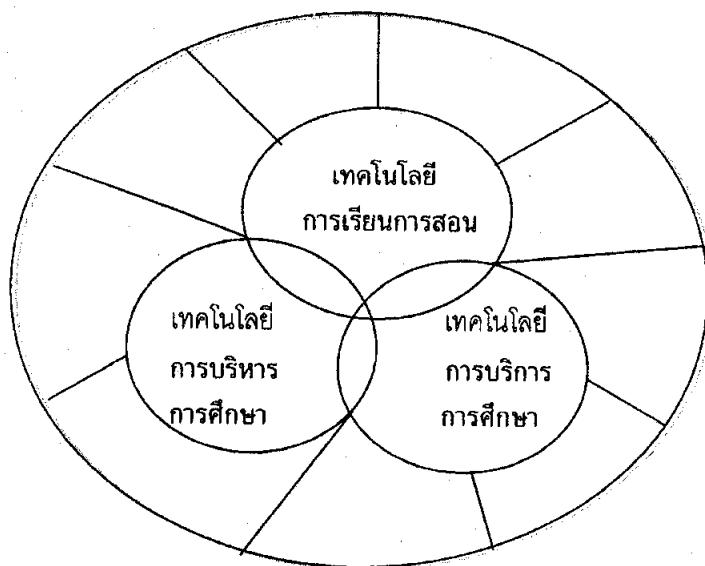 เทคโนโลยี
การเรียนการสอน
เทคโนโลยี
การบริหาร
การศึกษา
เทคโนโลยี
การบริการ
การศึกษา